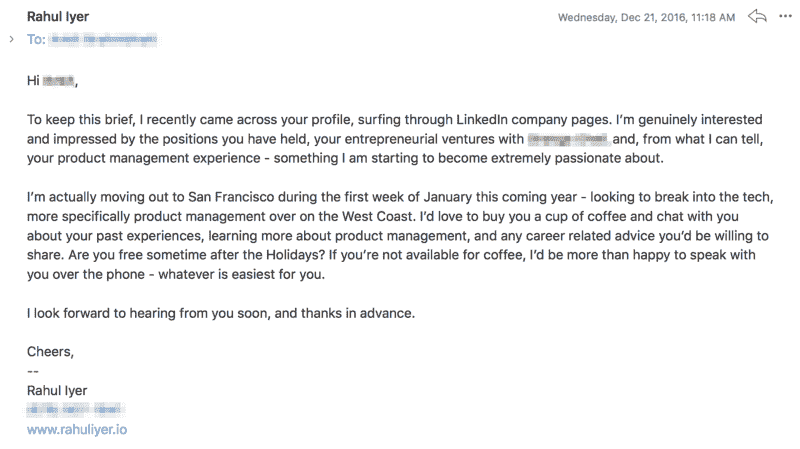 Rahul Iyer
Wednesday, Dec 21, 2016, 11:18 AM
To:
Hi ,
To keep this brief, I recently came across your profile, surfing through LinkedIn company pages. I'm genuinely interested
and impressed by the positions you have held, your entrepreneurial ventures with and, from what I can tell,
your product management experience - something I am starting to become extremely passionate about.
I'm actually moving out to San Francisco during the first week of January this coming year - looking to break into the tech,
more specifically product management over on the West Coast. I'd love to buy you a cup of coffee and chat with you
about your past experiences, learning more about product management, and any career related advice you'd be willing to
share. Are you free sometime after the Holidays? If you're not available for coffee, I'd be more than happy to speak with
you over the phone - whatever is easiest for you.
I look forward to hearing from you soon, and thanks in advance.
Cheers,
--
Rahul Iyer
www.rahuliyer.io